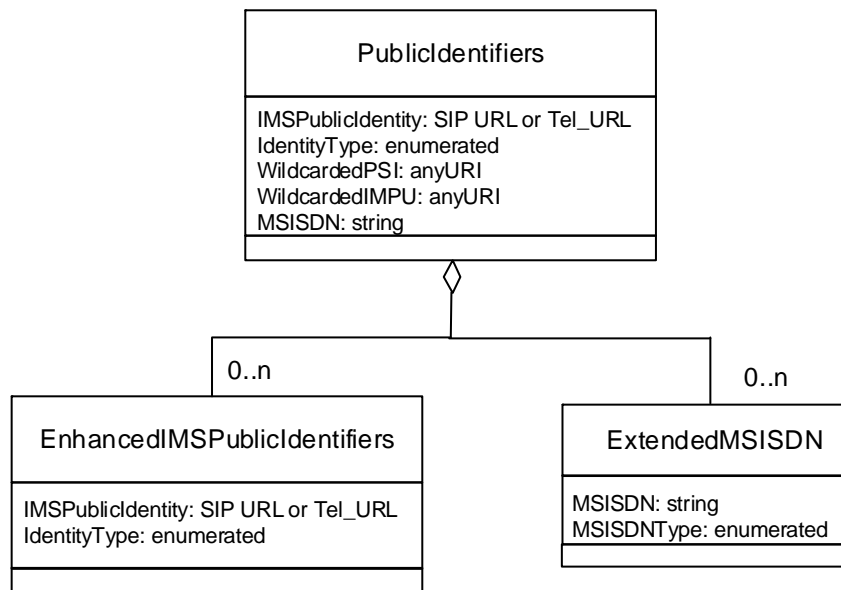 PublicIdentifiers
IMSPublicIdentity: SIP URL or Tel_URL
IdentityType: enumerated
WildcardedPSI: anyURI
WildcardedIMPU: anyURI
MSISDN: string
0..n
0..n
EnhancedIMSPublicIdentifiers
IMSPublicIdentity: SIP URL or Tel_URL
IdentityType: enumerated
ExtendedMSISDN
MSISDN: string
MSISDNType: enumerated